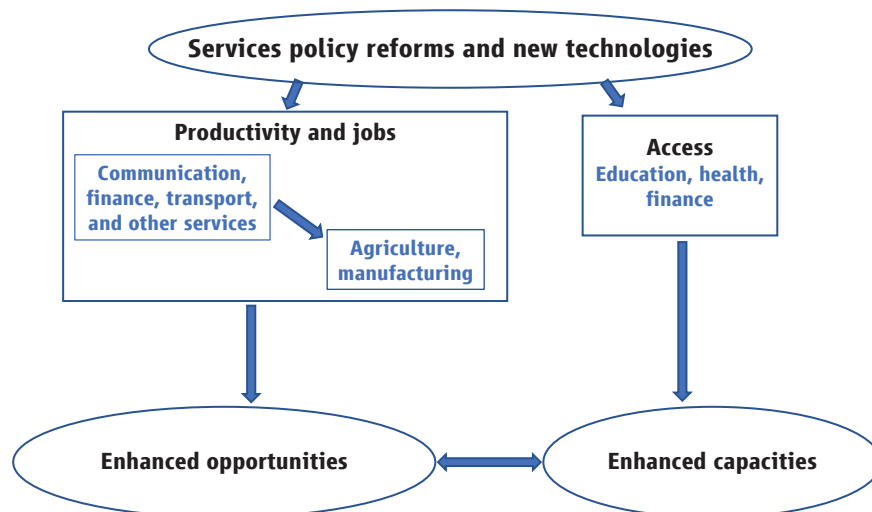 Services policy reforms and new technologies
Productivity and jobs
Communication,
finance, transport,
and other services
Agriculture,
manufacturing
Access
Education, health,
finance
Enhanced opportunities
Enhanced capacities